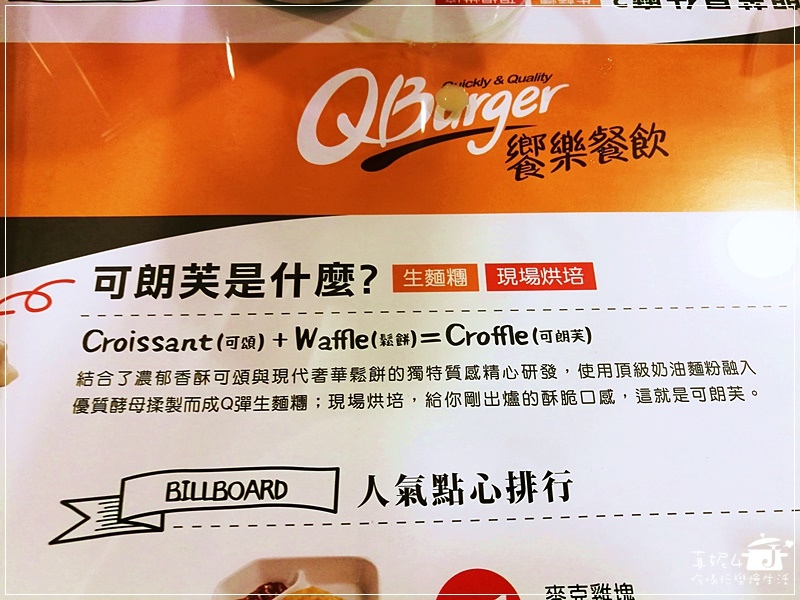 Quickly & Quality
QBurger
饗樂餐飲
可朗芙是什麼? 生麵糰 現場烘培
Croissant(可頌)+Waffle(鬆餅)=Croffle(可朗芙)
結合了濃郁香酥可頌與現代奢華鬆餅的獨特質感精心研發，使用頂級奶油麵粉融入
優質酵母揉製而成Q彈生麵糰；現場烘培，給你剛出爐的酥脆口感，這就是可朗芙。
BILLBOARD 人氣點心排行
1 麥克雞塊